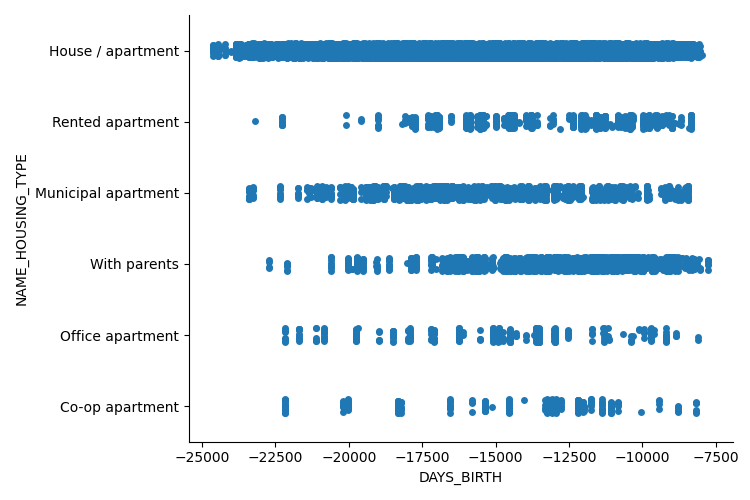 House / apartment
Rented apartment
Municipal apartment
With parents
Office apartment
Co-op apartment
NAME_HOUSING_TYPE
−25000 −22500 −20000 −17500 −15000 −12500 −10000 −7500
DAYS_BIRTH